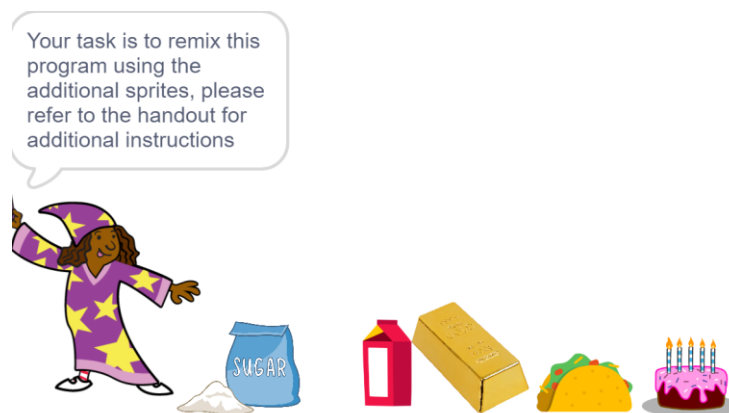 Your task is to remix this
program using the
additional sprites, please
refer to the handout for
additional instructions
SUGAR